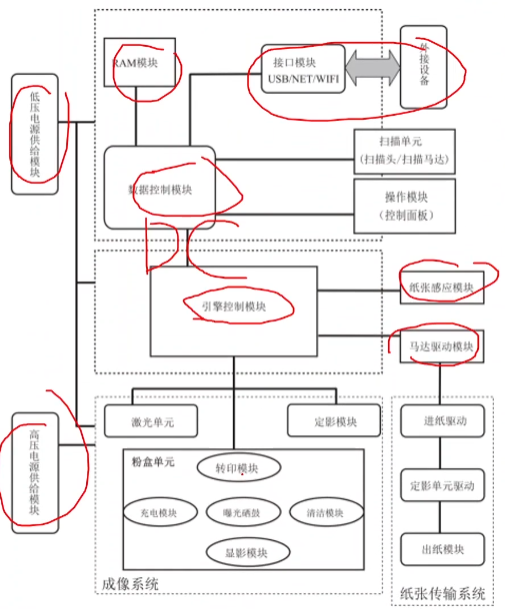 RAM模块
接口模块
USB/NET/WIFI
外接设备
低压电源供给模块
扫描单元
(扫描头/扫描马达)
数据控制模块
操作模块
(控制面板)
引擎控制模块
纸张感应模块
马达驱动模块
激光单元
定影模块
进纸驱动
高压电源供给模块
粉盒单元
转印模块
充电模块
曝光硒鼓
清洁模块
定影单元驱动
显影模块
出纸模块
成像系统
纸张传输系统